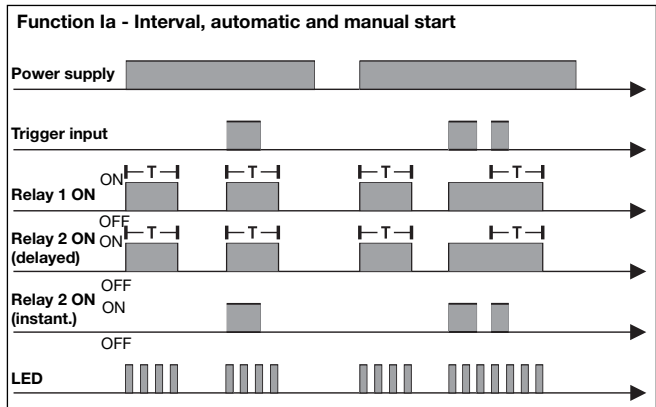 Function Ia - Interval, automatic and manual start
Power supply
Trigger input
ON T T T T
Relay 1 ON
OFF
Relay 2 ON ON T T T T
(delayed)
OFF
Relay 2 ON ON
(instant.)
OFF
LED